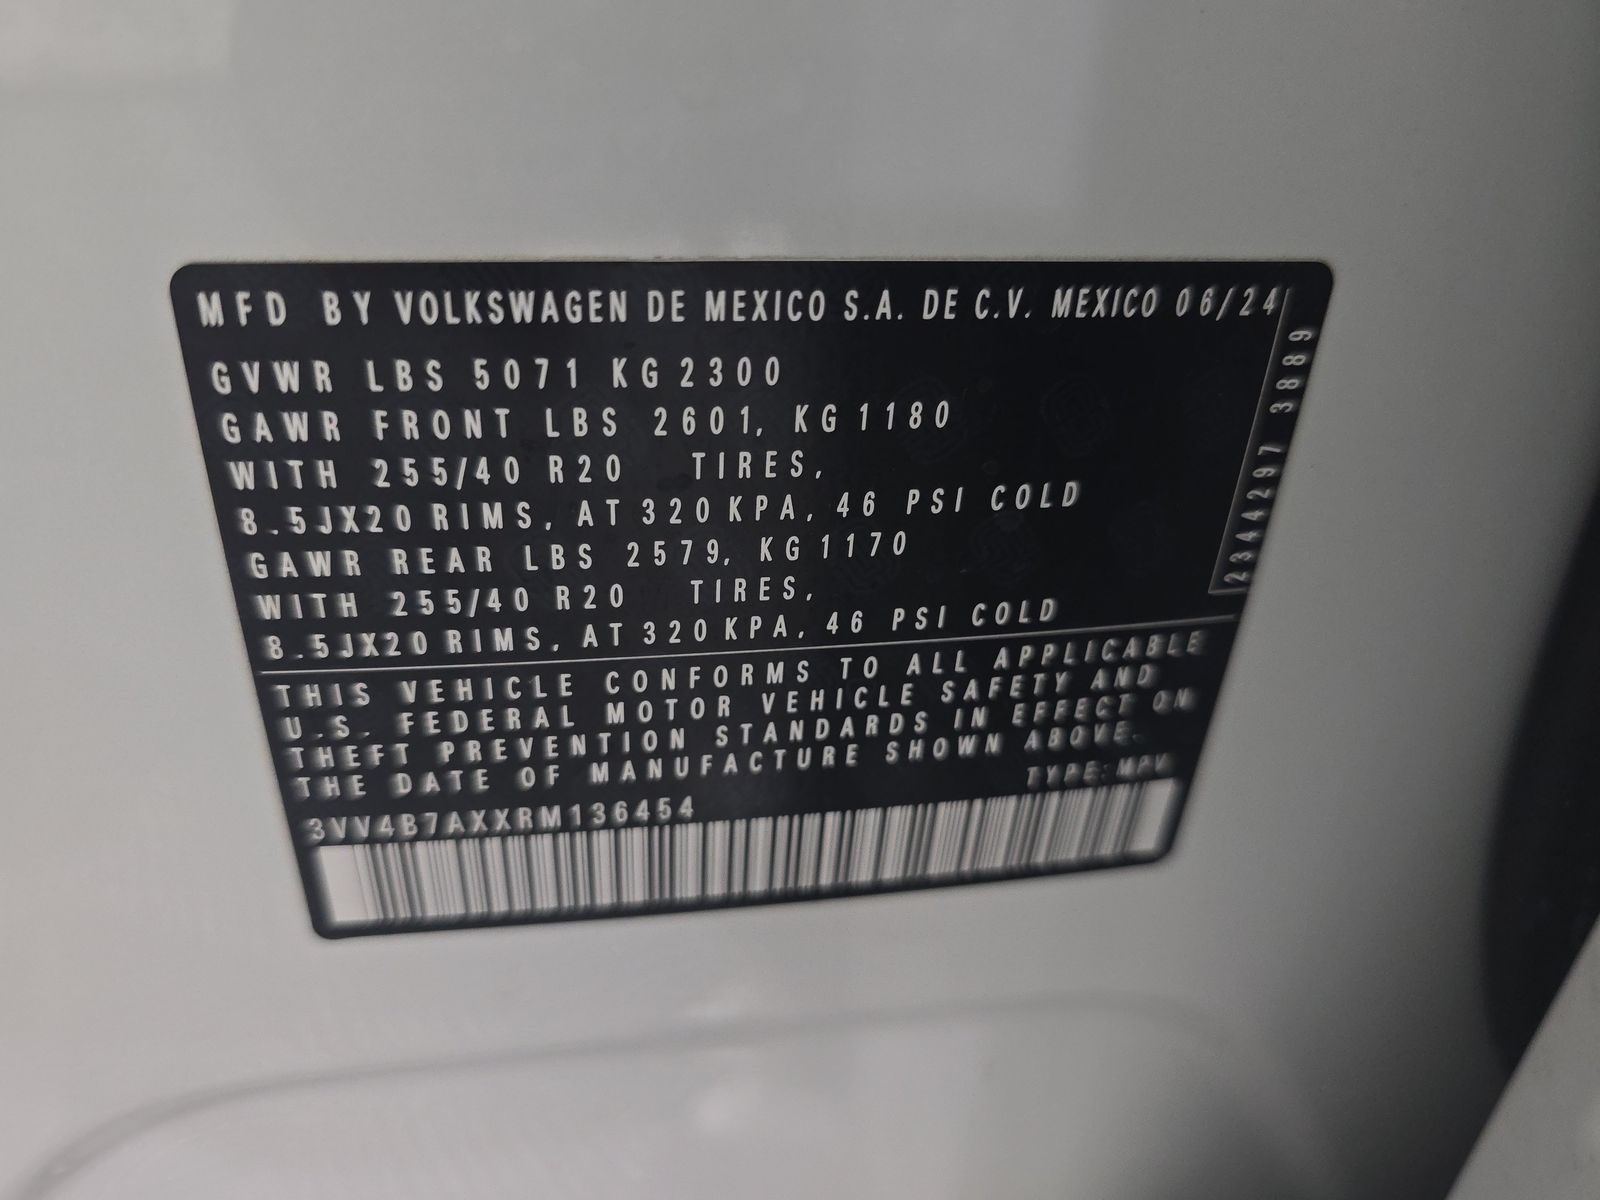 MFD BY VOLKSWAGEN DE MEXICO S.A. DE C.V. MEXICO 06/24
GVWR LBS 5071 KG 2300
GAWR FRONT LBS 2601, KG 1180
WITH 255/40 R20 TIRES,
8.5JX20 RIMS, AT 320 KPA, 46 PSI COLD
GAWR REAR LBS 2579, KG 1170
WITH 255/40 R20 TIRES,
8.5JX20 RIMS, AT 320 KPA, 46 PSI COLD
2344297 3889
THIS VEHICLE CONFORMS TO ALL APPLICABLE
U.S. FEDERAL MOTOR VEHICLE SAFETY AND
THEFT PREVENTION STANDARDS IN EFFECT ON
THE DATE OF MANUFACTURE SHOWN ABOVE.
3VV4B7AXXRM136454 TYPE: MPV